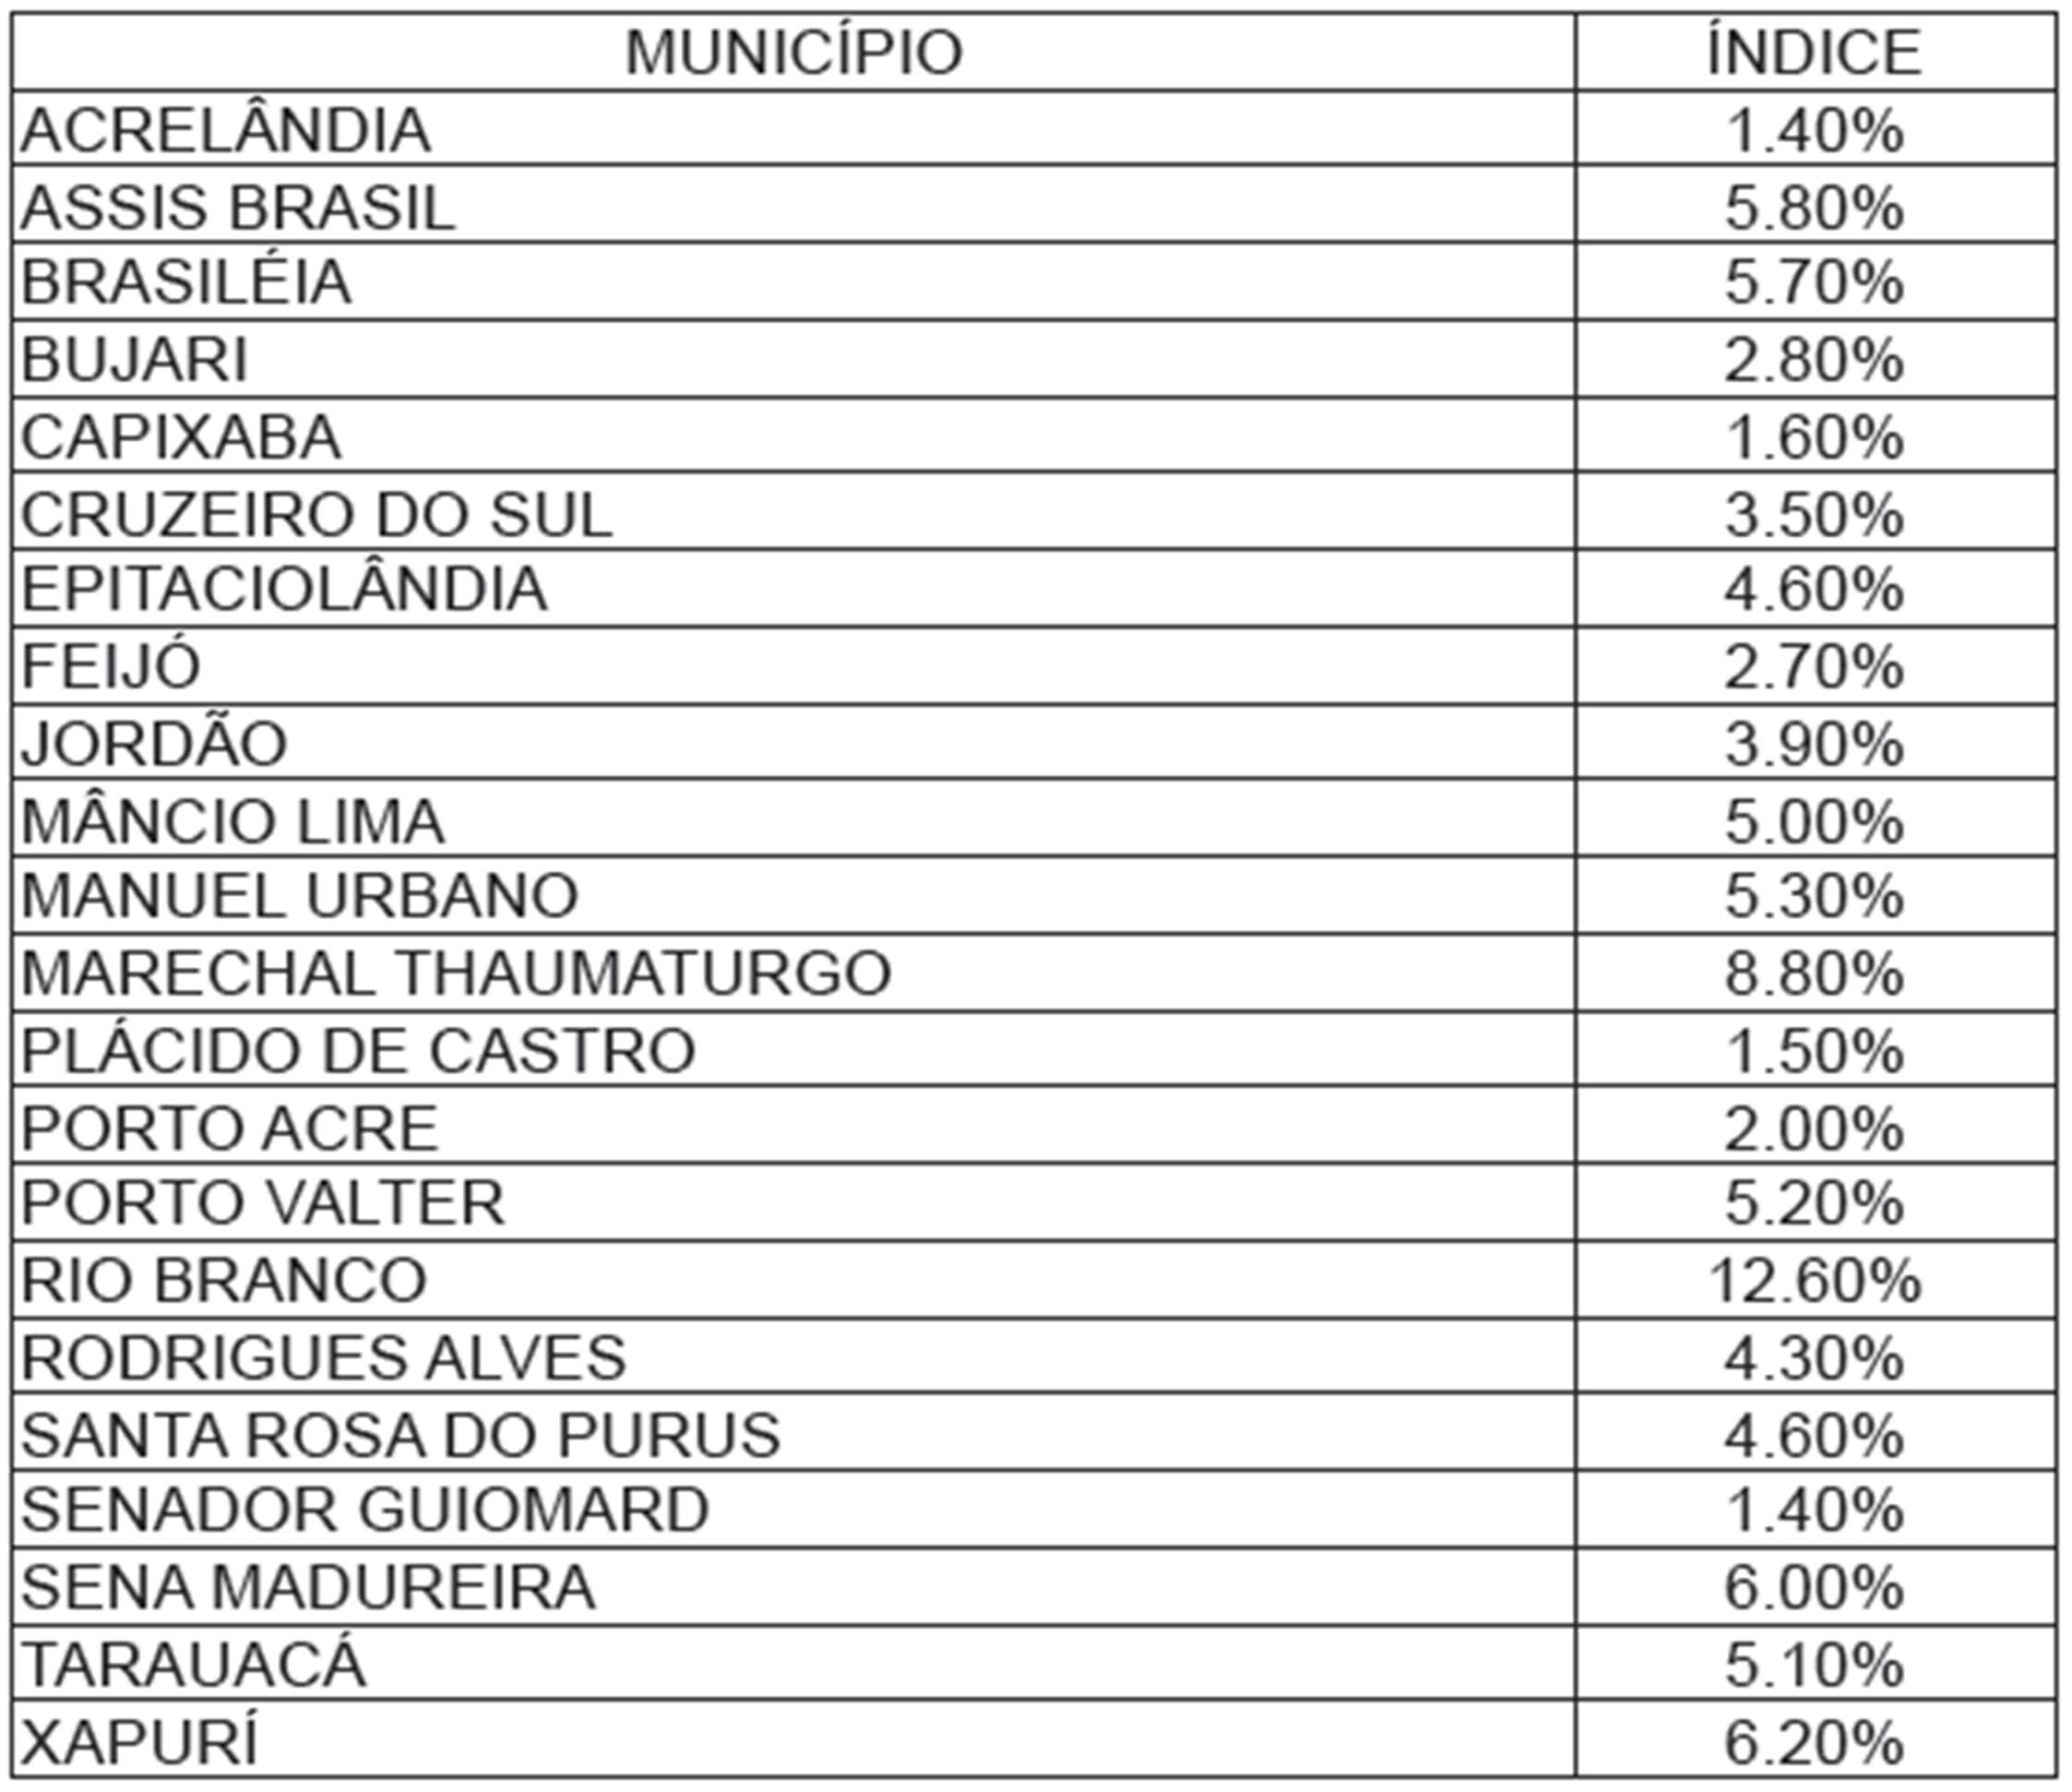 MUNICÍPIO ÍNDICE
ACRELÂNDIA 1.40%
ASSIS BRASIL 5.80%
BRASILÉIA 5.70%
BUJARI 2.80%
CAPIXABA 1.60%
CRUZEIRO DO SUL 3.50%
EPITACIOLÂNDIA 4.60%
FEIJÓ 2.70%
JORDÃO 3.90%
MÂNCIO LIMA 5.00%
MANUEL URBANO 5.30%
MARECHAL THAUMATURGO 8.80%
PLÁCIDO DE CASTRO 1.50%
PORTO ACRE 2.00%
PORTO VALTER 5.20%
RIO BRANCO 12.60%
RODRIGUES ALVES 4.30%
SANTA ROSA DO PURUS 4.60%
SENADOR GUIOMARD 1.40%
SENA MADUREIRA 6.00%
TARAUACÁ 5.10%
XAPURÍ 6.20%